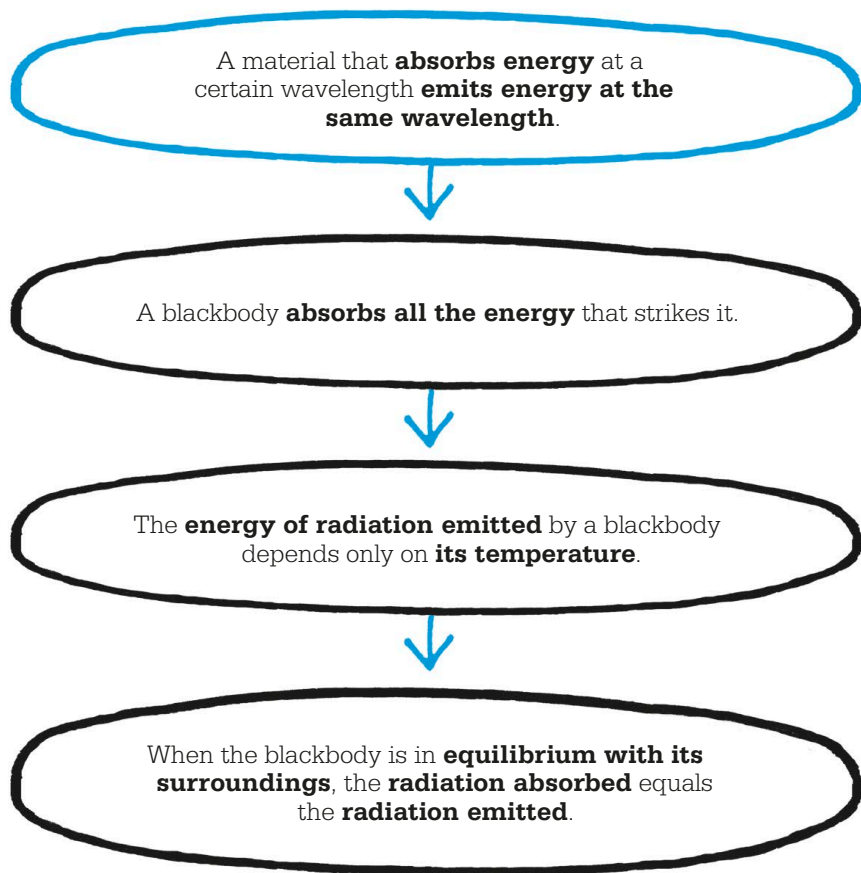 A material that absorbs energy at a
certain wavelength emits energy at the
same wavelength.
A blackbody absorbs all the energy that strikes it.
The energy of radiation emitted by a blackbody
depends only on its temperature.
When the blackbody is in equilibrium with its
surroundings, the radiation absorbed equals
the radiation emitted.